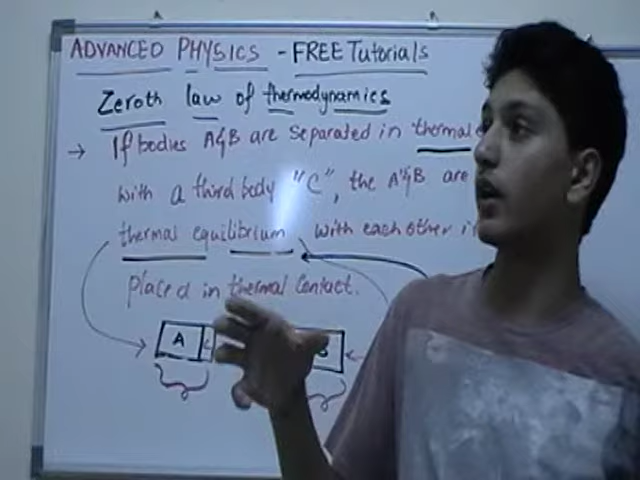 ADVANCED PHYSICS - FREE Tutorials
Zeroth law of thermodynamics
→ If bodies A&B are separated in thermal
with a third body "C", the A&B are
thermal equilibrium with each other
placed in thermal contact.
A